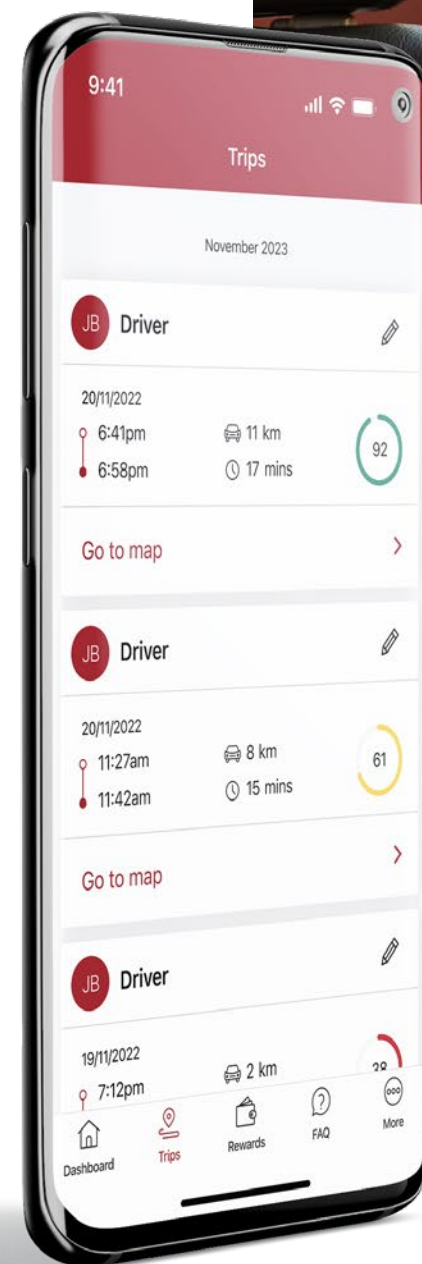 9:41
Trips
November 2023
JB Driver
20/11/2022
6:41pm 11 km
6:58pm 17 mins
92
Go to map
JB Driver
20/11/2022
11:27am 8 km
11:42am 15 mins
61
Go to map
JB Driver
19/11/2022
7:12pm 2 km
Dashboard Trips Rewards FAQ More